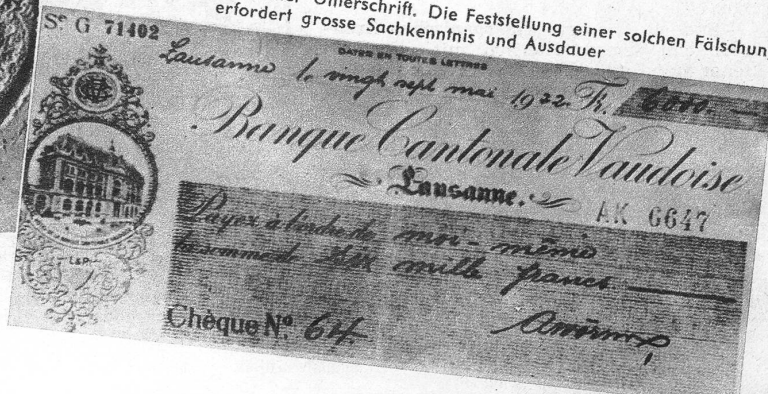 Unterschrift. Die Feststellung einer solchen Fälschun
erfordert grosse Sachkenntnis und Ausdauer
Se G 71402
DATER EN TOUTES LETTRES
Lausanne le vingt sept mai 1922. Fr. 6000.—
Banque Cantonale Vaudoise
Lausanne.
AK 6647
Payez à l'ordre de moi-même
la somme de six mille francs
Chèque No. 64